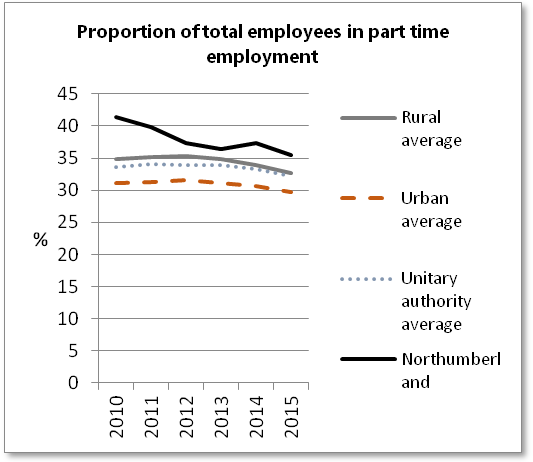 Proportion of total employees in part time
employment
45
40
35
30
25
20
15
10
5
0
%
2010
2011
2012
2013
2014
2015
Rural
average
Urban
average
Unitary
authority
average
Northumberl
and